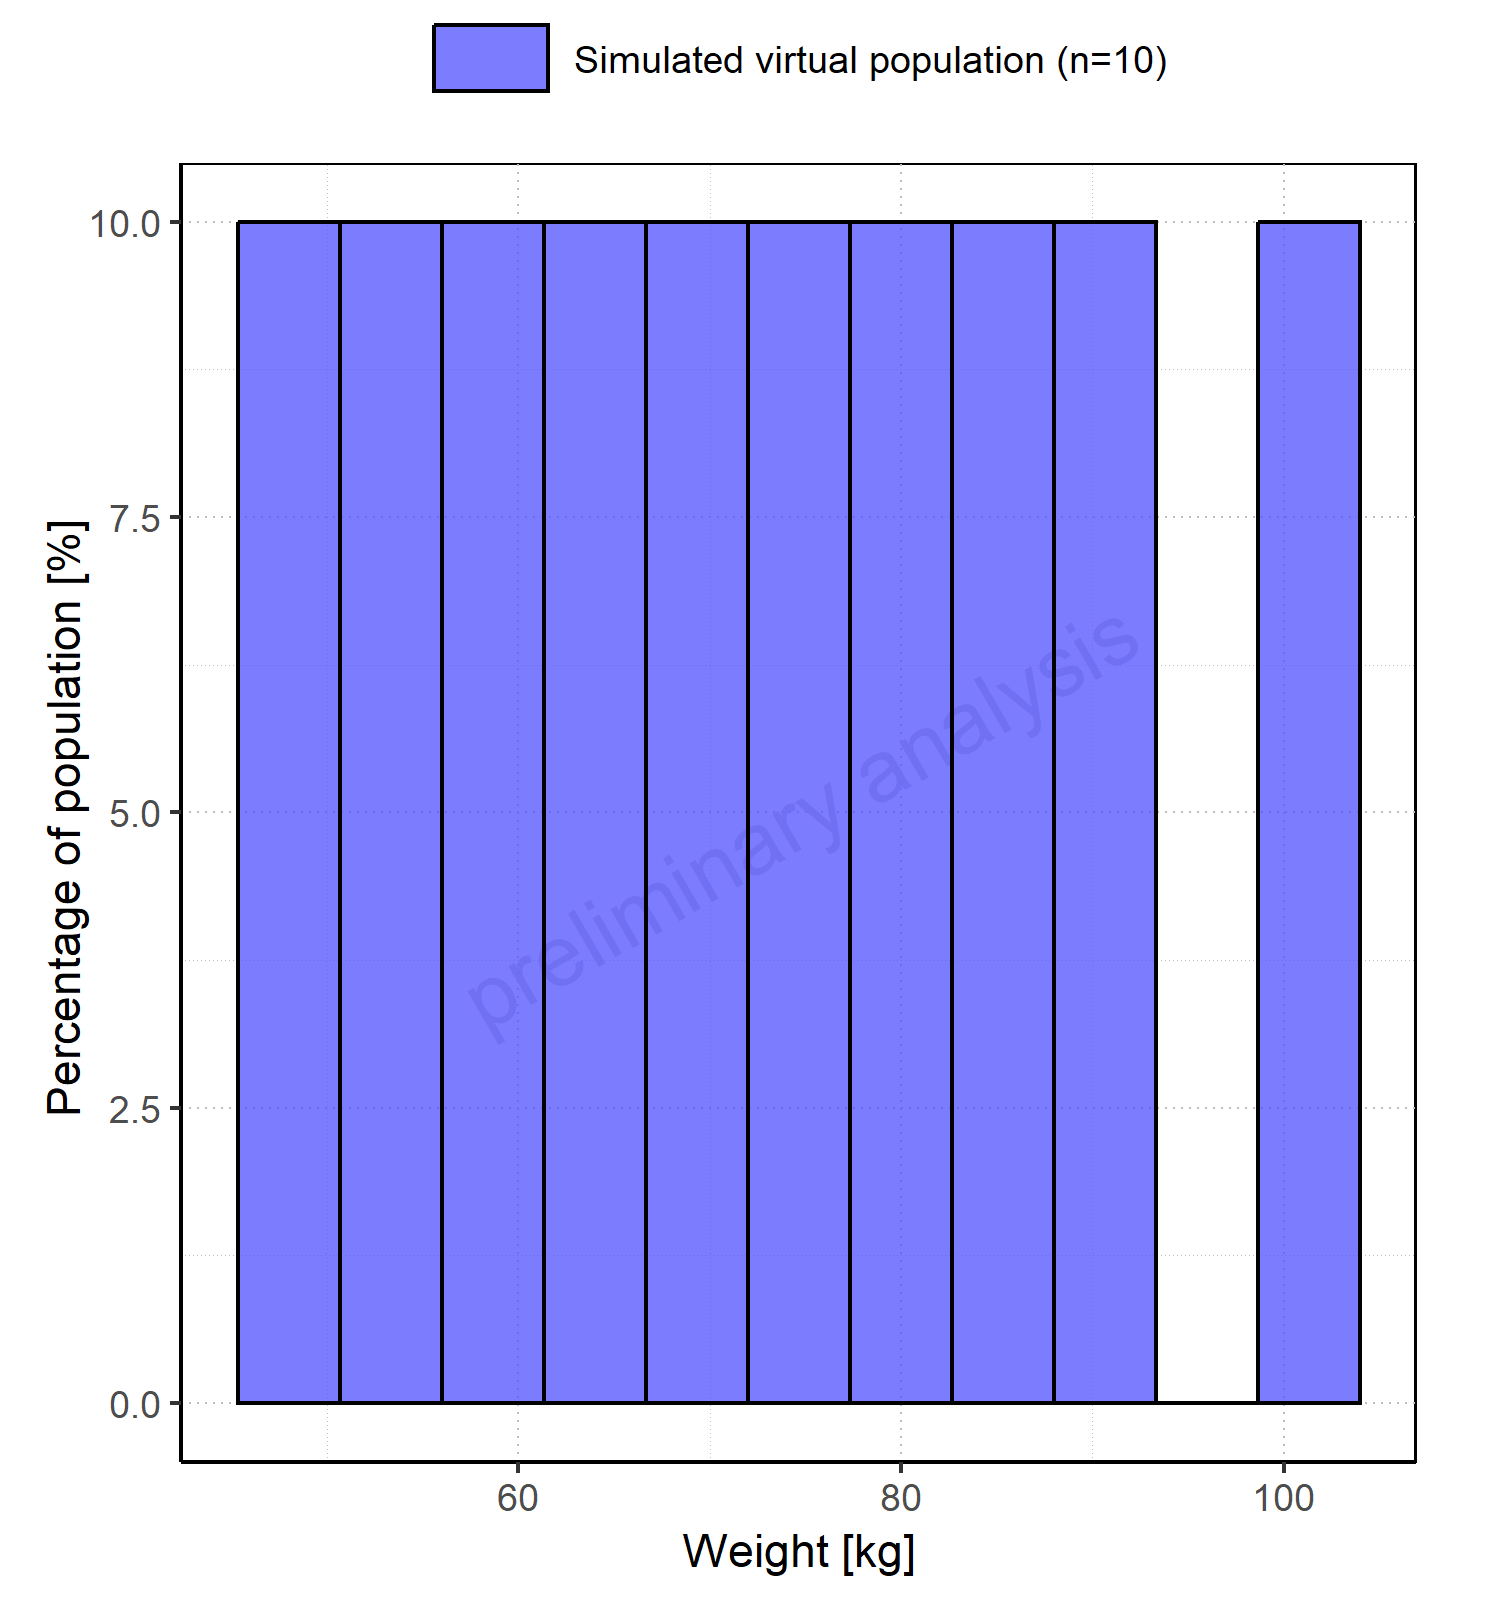 Simulated virtual population (n=10)
10.0
7.5
5.0
2.5
0.0
Percentage of population [%]
preliminary analysis
60
80
100
Weight [kg]